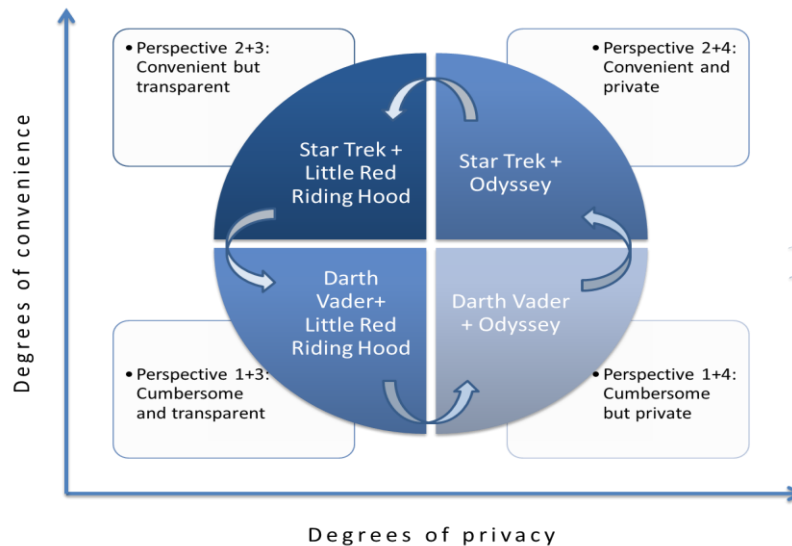 • Perspective 2+3:
Convenient but
transparent
• Perspective 2+4:
Convenient and
private
Star Trek +
Little Red
Riding Hood
Star Trek +
Odyssey
Darth
Vader+
Little Red
Riding Hood
Darth Vader
+ Odyssey
• Perspective 1+3:
Cumbersome
and transparent
• Perspective 1+4:
Cumbersome
but private
Degrees of convenience
Degrees of privacy